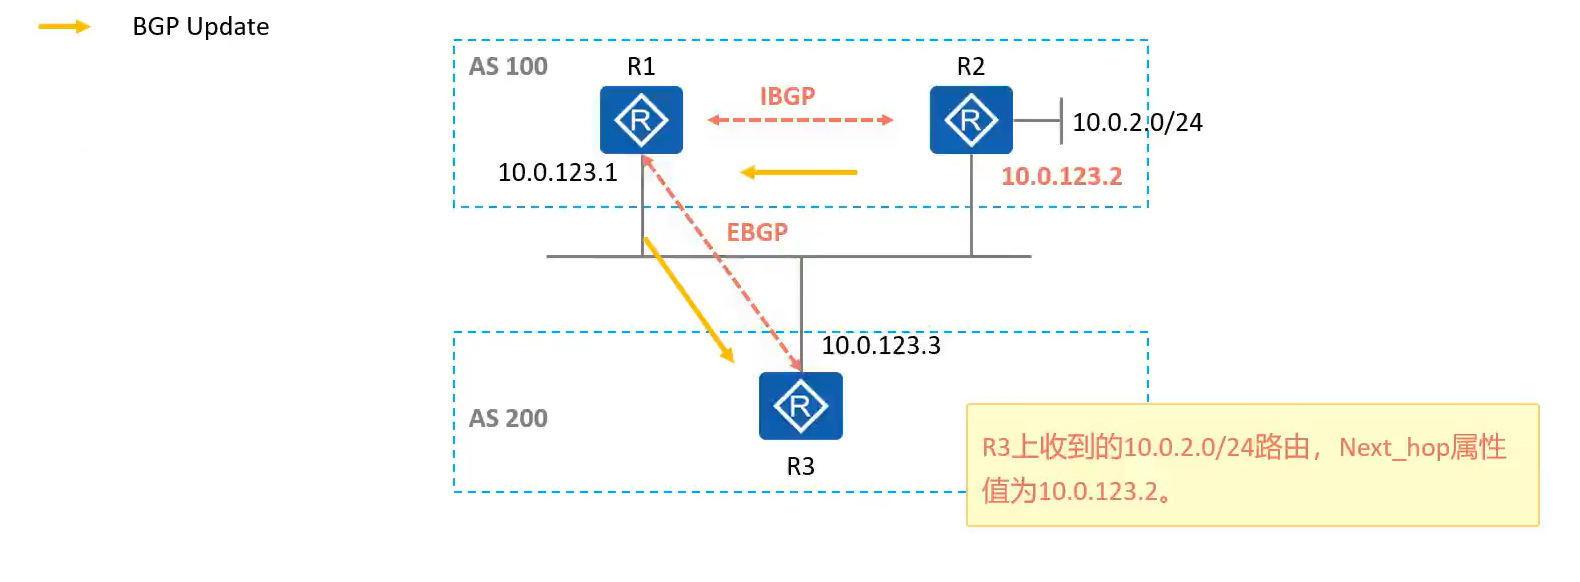 BGP Update
AS 100
R1
R2
IBGP
R
R
10.0.2.0/24
10.0.123.1
10.0.123.2
EBGP
10.0.123.3
AS 200
R
R3
R3上收到的10.0.2.0/24路由，Next_hop属性
值为10.0.123.2。